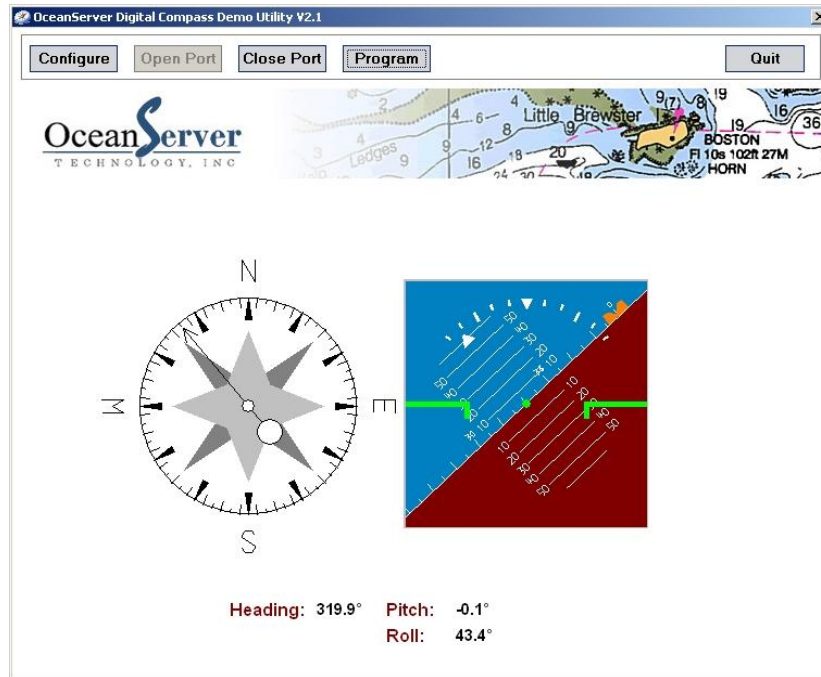 OceanServer Digital Compass Demo Utility V2.1
Configure Open Port Close Port Program Quit
OceanServer
TECHNOLOGY, INC
Little Brewster
Ledges
BOSTON
Fl 10s 102ft 27M
HORN
N
W E
S
Heading: 319.9° Pitch: -0.1°
Roll: 43.4°